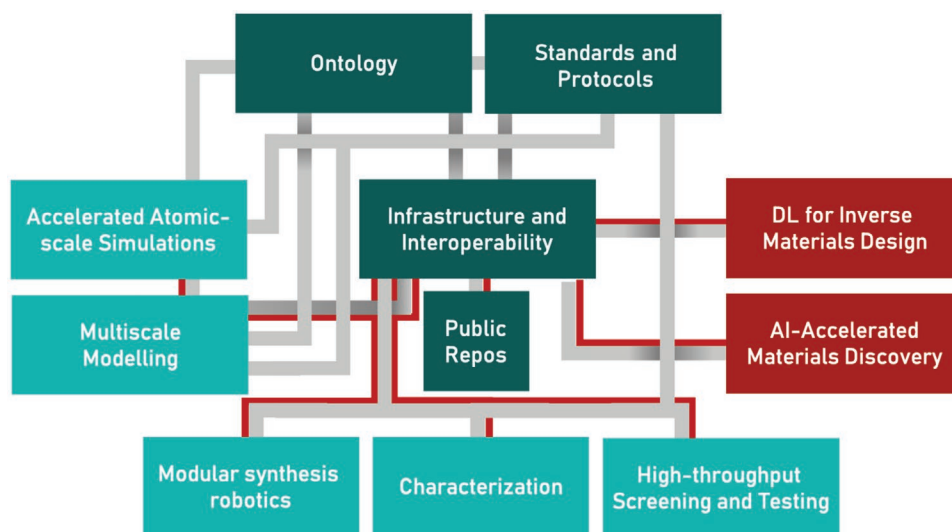 Ontology
Standards and
Protocols
Accelerated Atomic-
scale Simulations
Infrastructure and
Interoperability
DL for Inverse
Materials Design
Multiscale
Modelling
Public
Repos
AI-Accelerated
Materials Discovery
Modular synthesis
robotics
Characterization
High-throughput
Screening and Testing